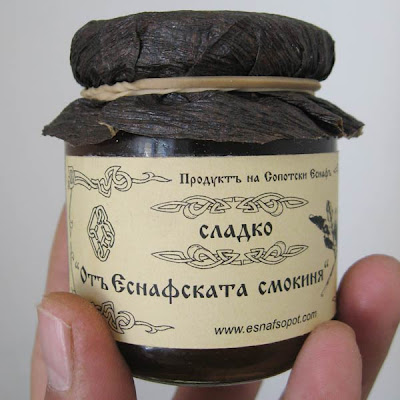 Продуктъ на Сопотски Еснафъ
сладко
"Отъ Еснафската смокиня"
www.esnafsopot.com